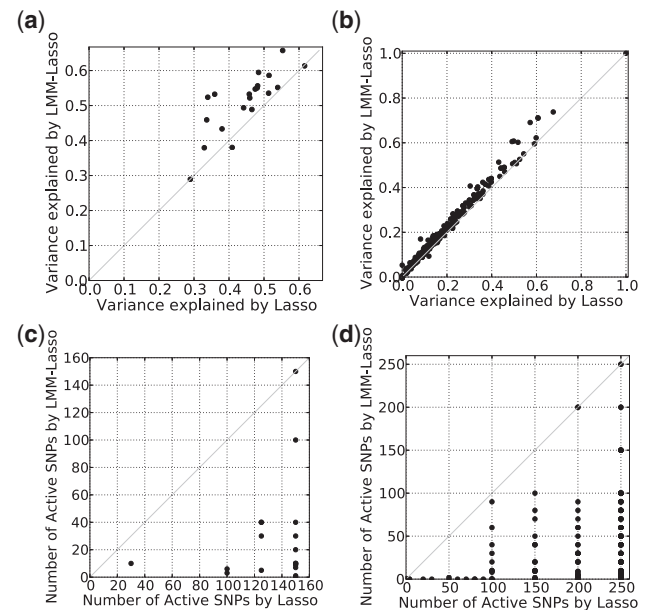 (a)
Variance explained by LMM-Lasso
0.6
0.5
0.4
0.3
0.2
0.1
0.0
0.0 0.1 0.2 0.3 0.4 0.5 0.6
Variance explained by Lasso
(b)
Variance explained by LMM-Lasso
1.0
0.8
0.6
0.4
0.2
0.0
0.0 0.2 0.4 0.6 0.8 1.0
Variance explained by Lasso
(c)
Number of Active SNPs by LMM-Lasso
160
140
120
100
80
60
40
20
0
0 20 40 60 80 100 120 140 160
Number of Active SNPs by Lasso
(d)
Number of Active SNPs by LMM-Lasso
250
200
150
100
50
0
0 50 100 150 200 250
Number of Active SNPs by Lasso